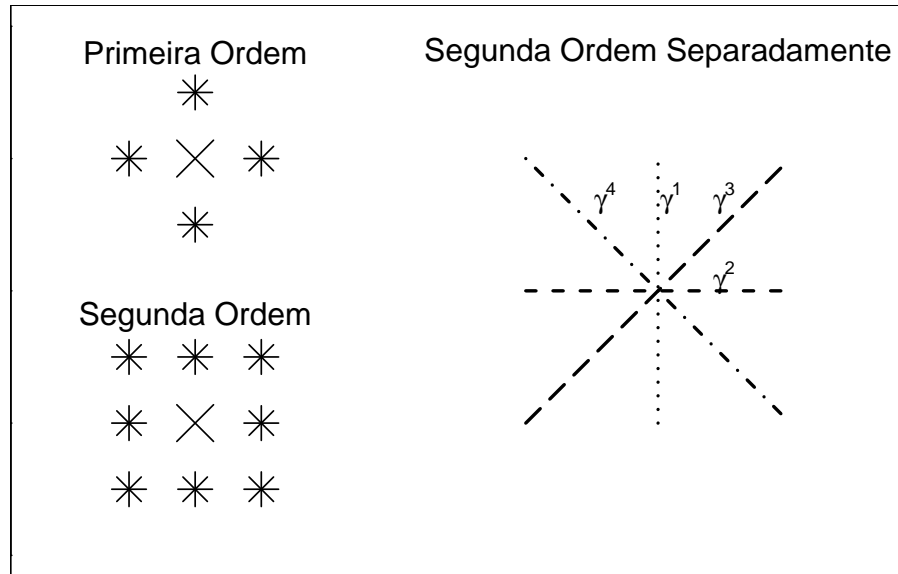 Primeira Ordem
Segunda Ordem Separadamente
γ⁴ γ¹ γ³
γ²
Segunda Ordem